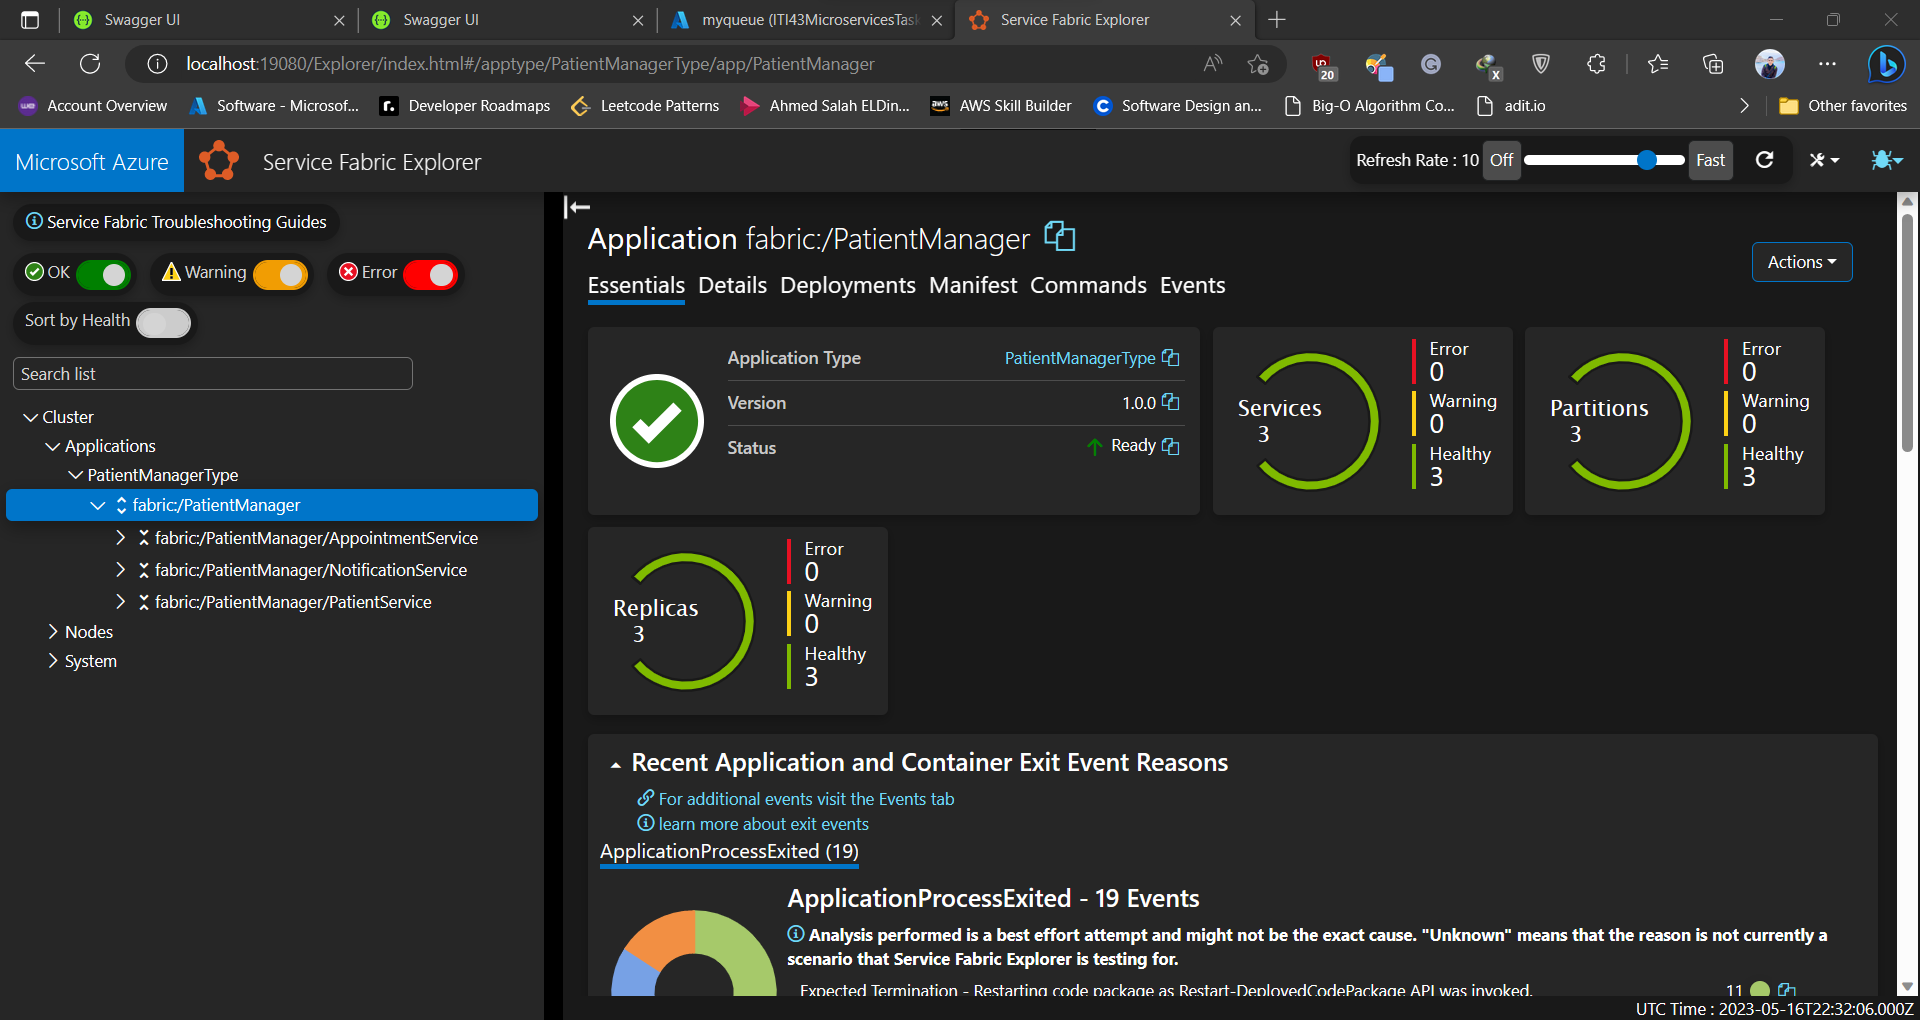 Swagger UI
Swagger UI
myqueue (ITI43MicroservicesTask
Service Fabric Explorer
localhost:19080/Explorer/index.html#/apptype/PatientManagerType/app/PatientManager
20
X
Account Overview
Software - Microsof...
Developer Roadmaps
Leetcode Patterns
Ahmed Salah ELDin...
aws
AWS Skill Builder
Software Design an...
Big-O Algorithm Co...
adit.io
Other favorites
Microsoft Azure
Service Fabric Explorer
Refresh Rate : 10
Off
Fast
Service Fabric Troubleshooting Guides
OK
Warning
Error
Sort by Health
Search list
Cluster
Applications
PatientManagerType
fabric:/PatientManager
fabric:/PatientManager/AppointmentService
fabric:/PatientManager/NotificationService
fabric:/PatientManager/PatientService
Nodes
System
Application fabric:/PatientManager
Actions
Essentials Details Deployments Manifest Commands Events
Application Type PatientManagerType
Version 1.0.0
Status Ready
Services
3
Error
0
Warning
0
Healthy
3
Partitions
3
Error
0
Warning
0
Healthy
3
Replicas
3
Error
0
Warning
0
Healthy
3
Recent Application and Container Exit Event Reasons
For additional events visit the Events tab
learn more about exit events
ApplicationProcessExited (19)
ApplicationProcessExited - 19 Events
Analysis performed is a best effort attempt and might not be the exact cause. "Unknown" means that the reason is not currently a
scenario that Service Fabric Explorer is testing for.
Expected Termination - Restarting code package as Restart-DeployedCodePackage API was invoked. 11
UTC Time : 2023-05-16T22:32:06.000Z